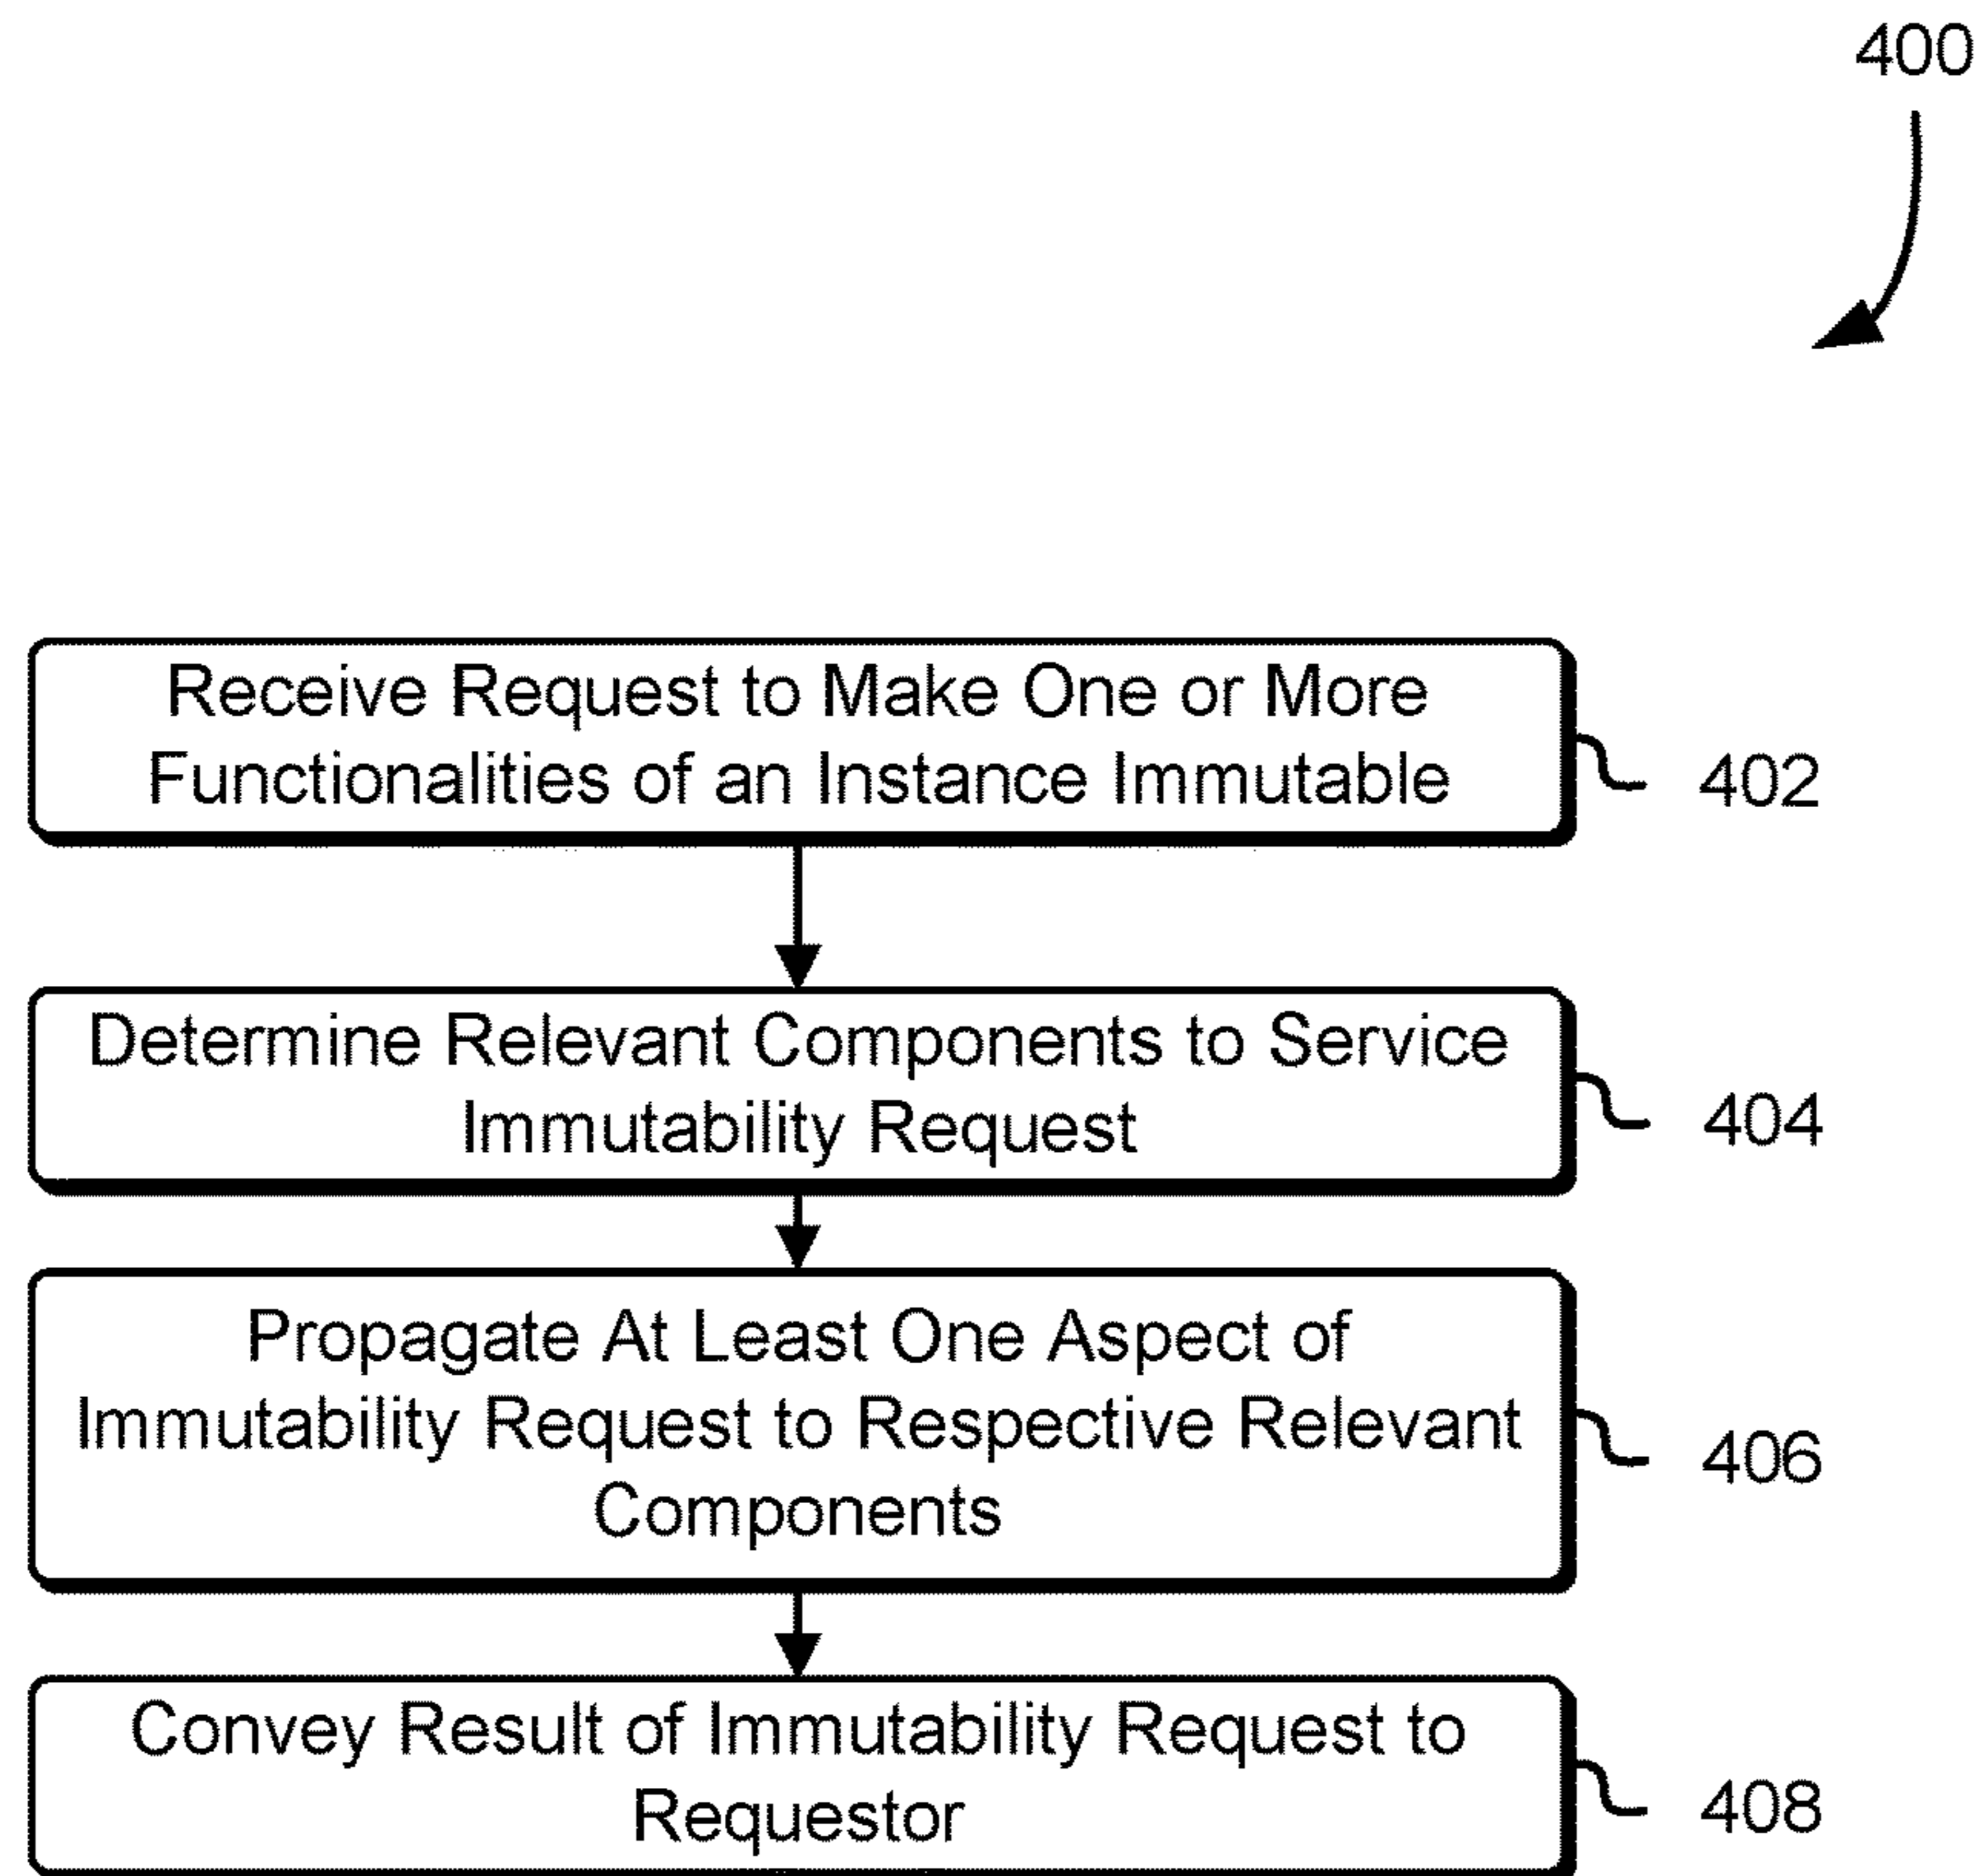 400
Receive Request to Make One or More
Functionalities of an Instance Immutable
402
Determine Relevant Components to Service
Immutability Request
404
Propagate At Least One Aspect of
Immutability Request to Respective Relevant
Components
406
Convey Result of Immutability Request to
Requestor
408